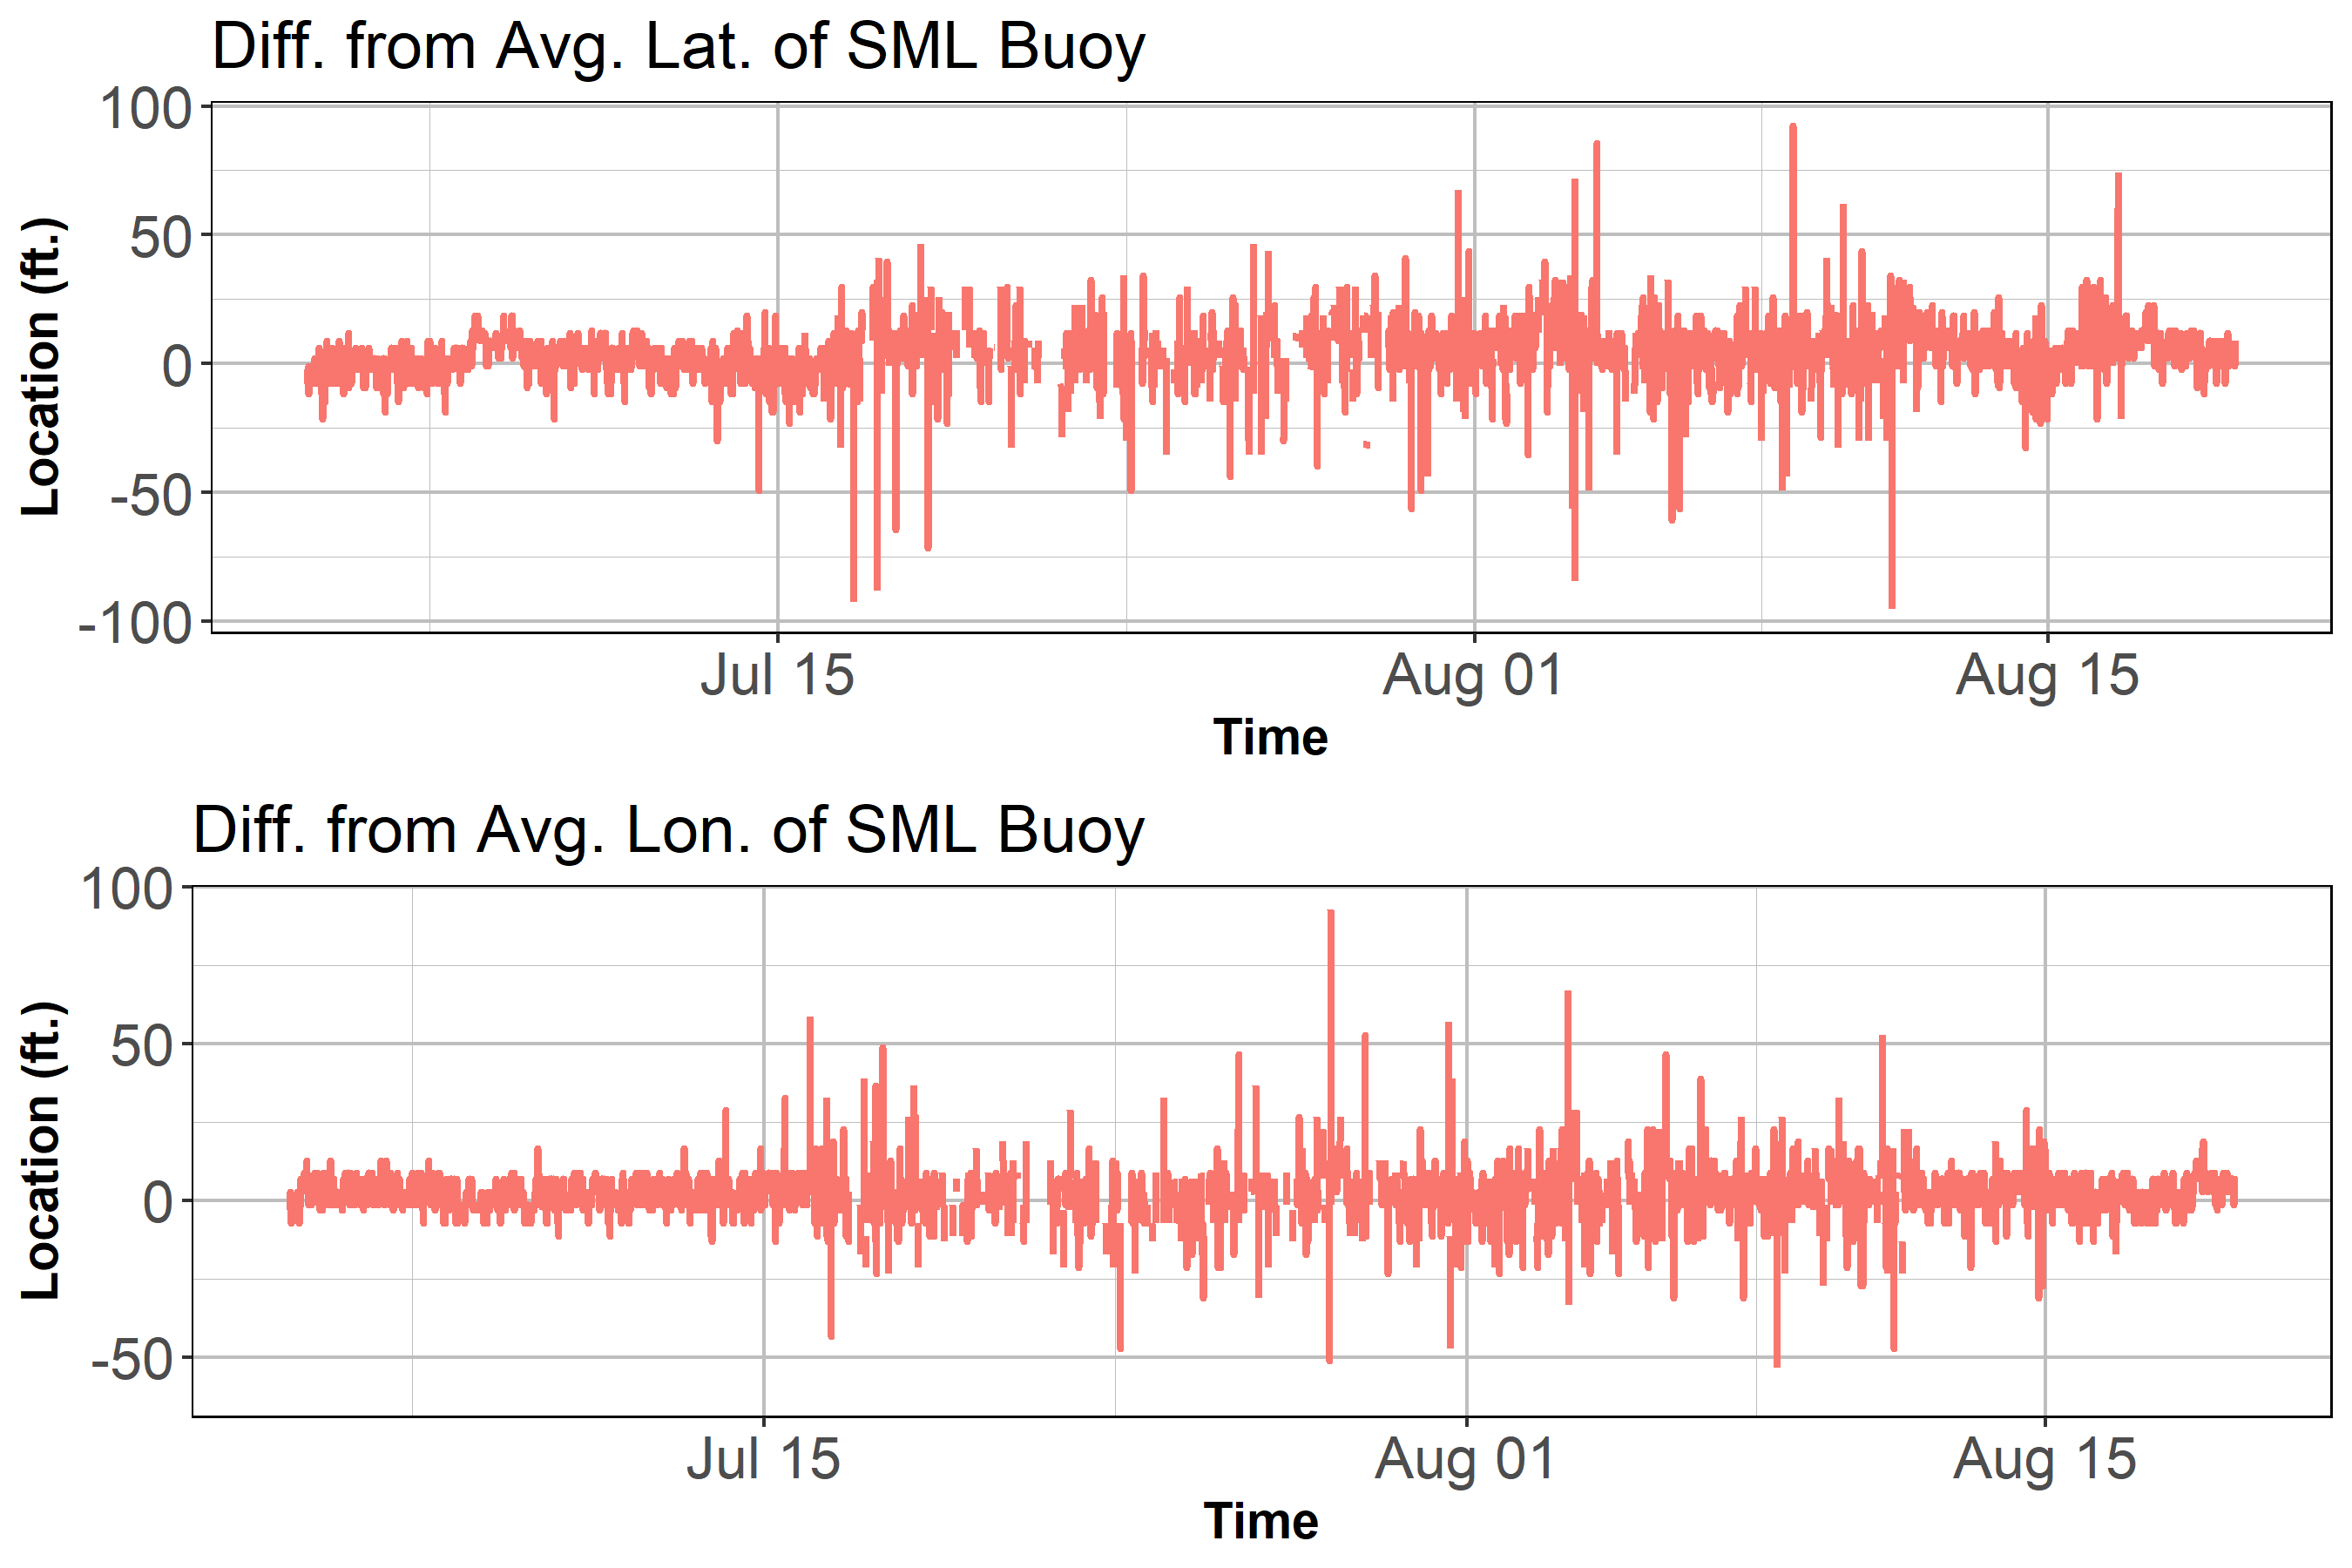 Diff. from Avg. Lat. of SML Buoy
100
50
0
-50
-100
Location (ft.)
Jul 15
Aug 01
Aug 15
Time
Diff. from Avg. Lon. of SML Buoy
100
50
0
-50
Location (ft.)
Jul 15
Aug 01
Aug 15
Time